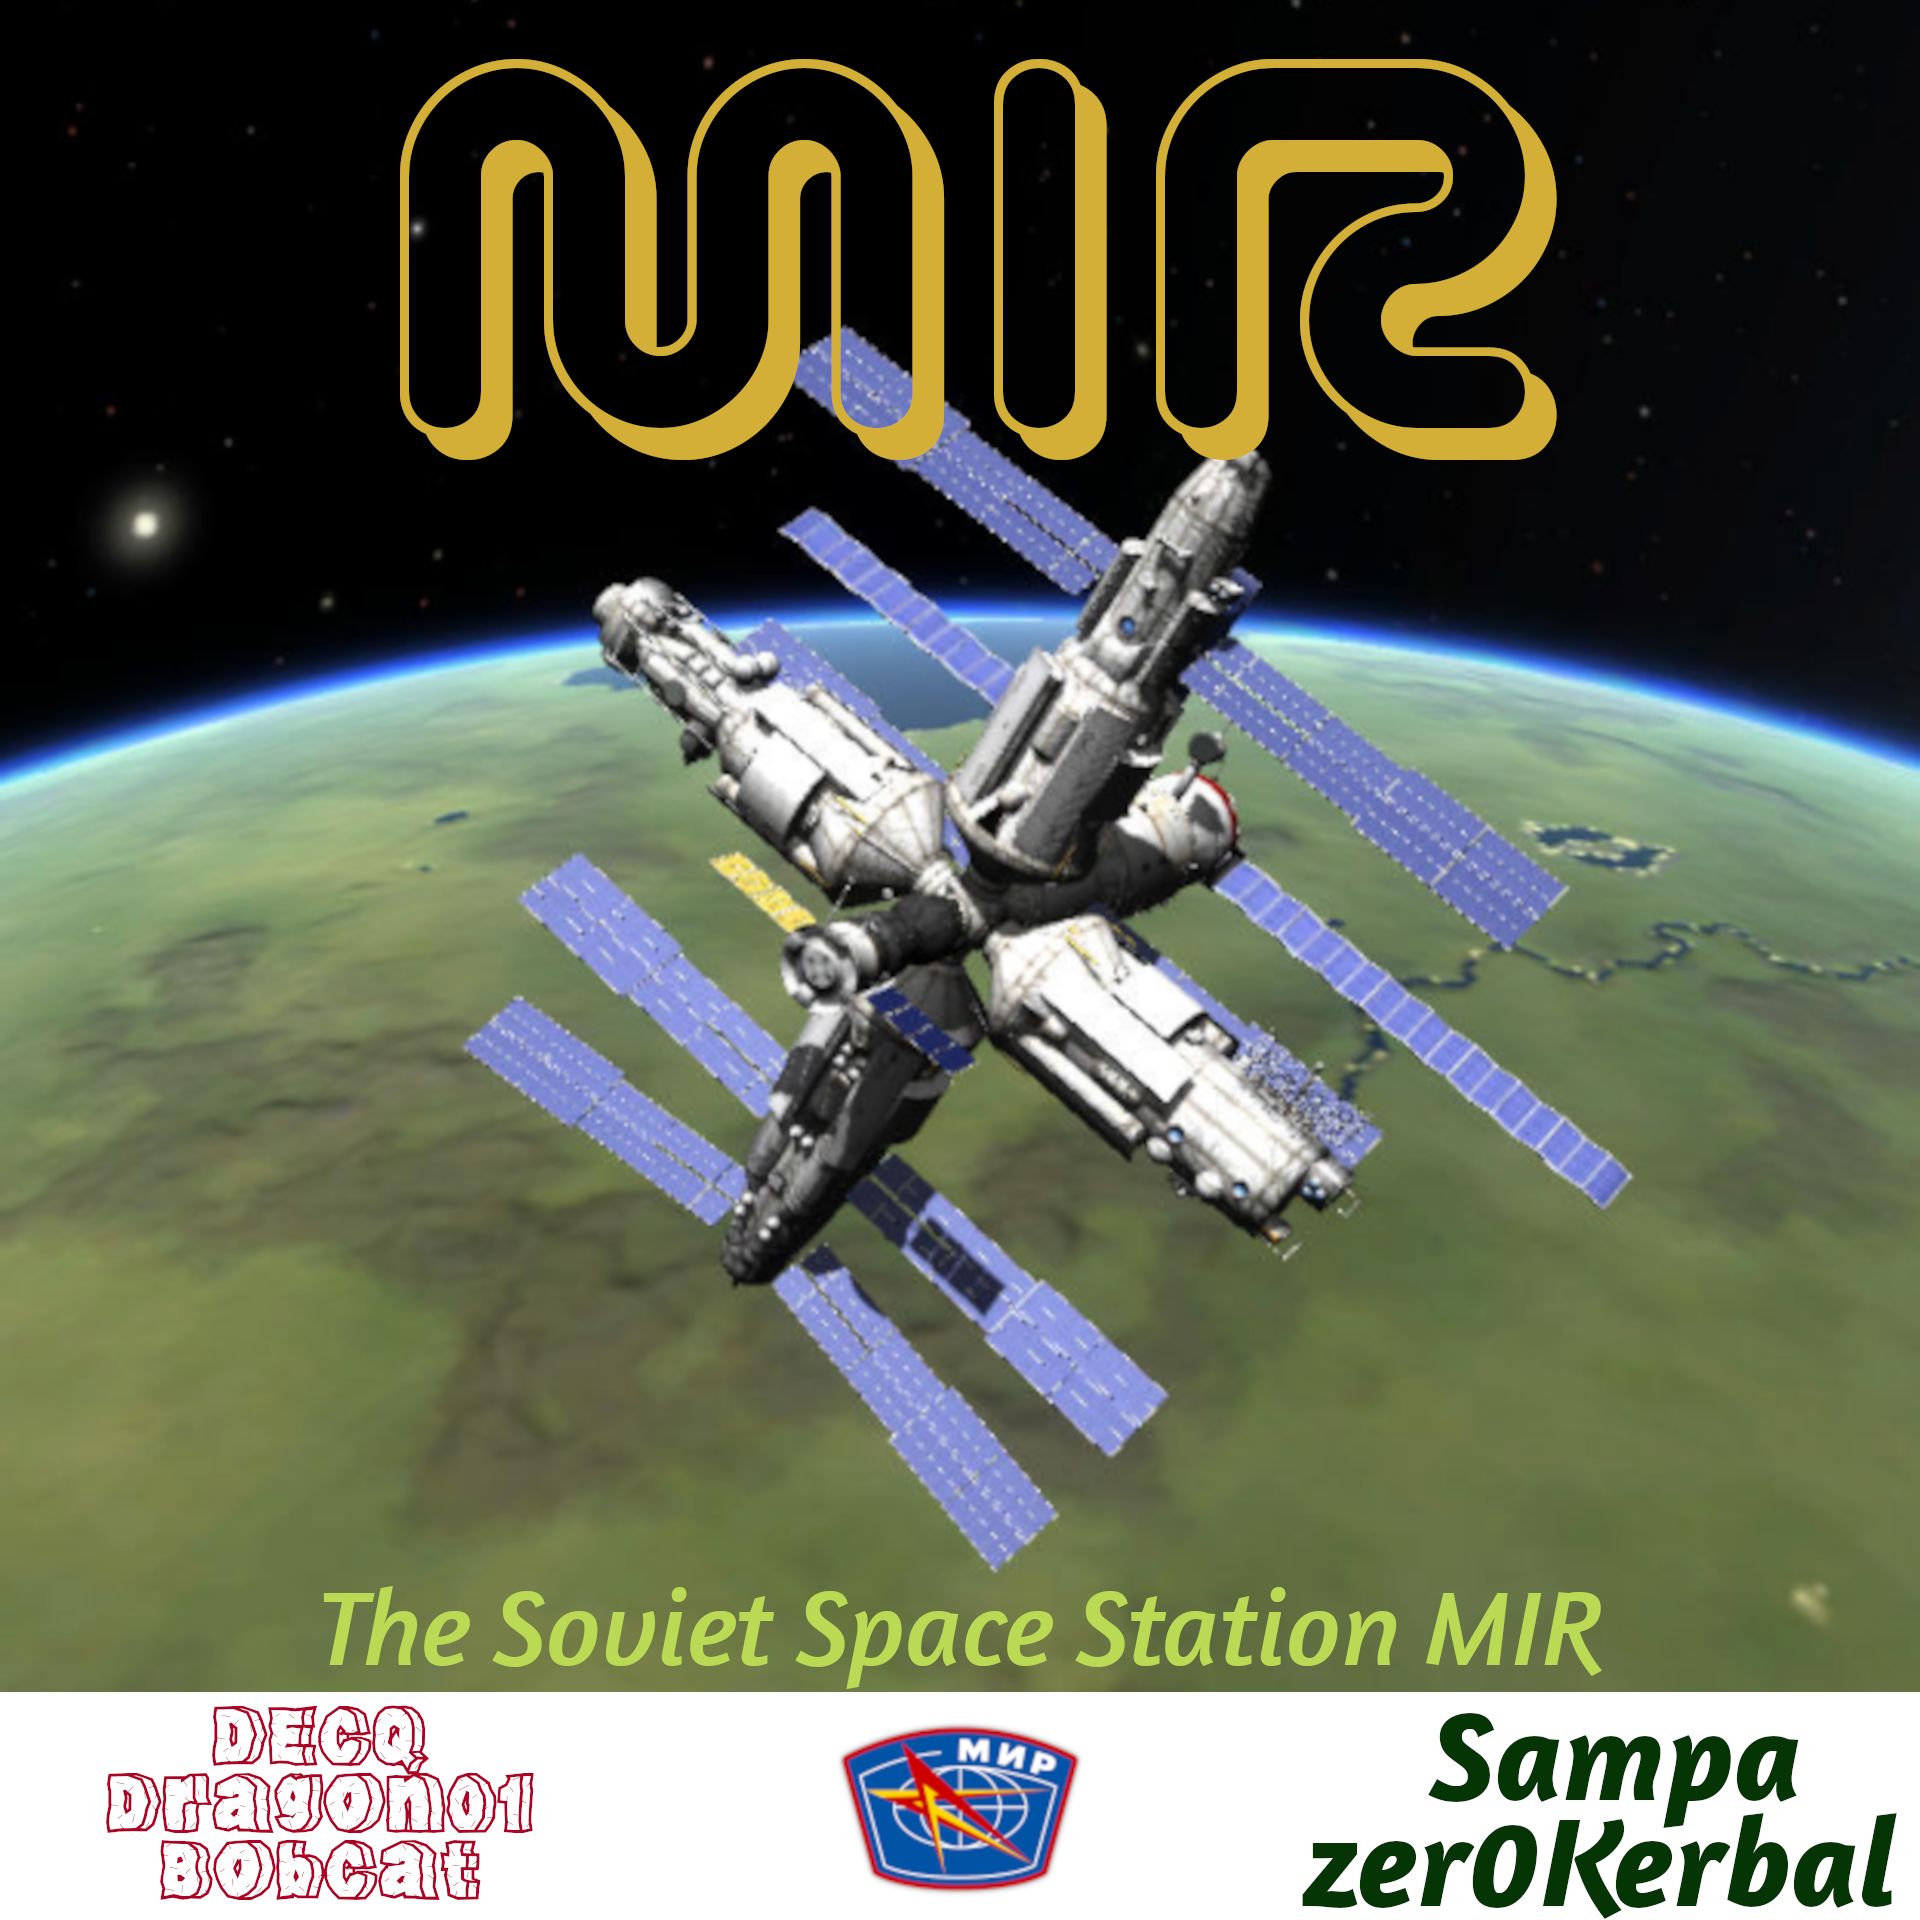 MIR
The Soviet Space Station MIR
DECQ
Dragon01
BObcat
МИР
Sampa
zer0Kerbal